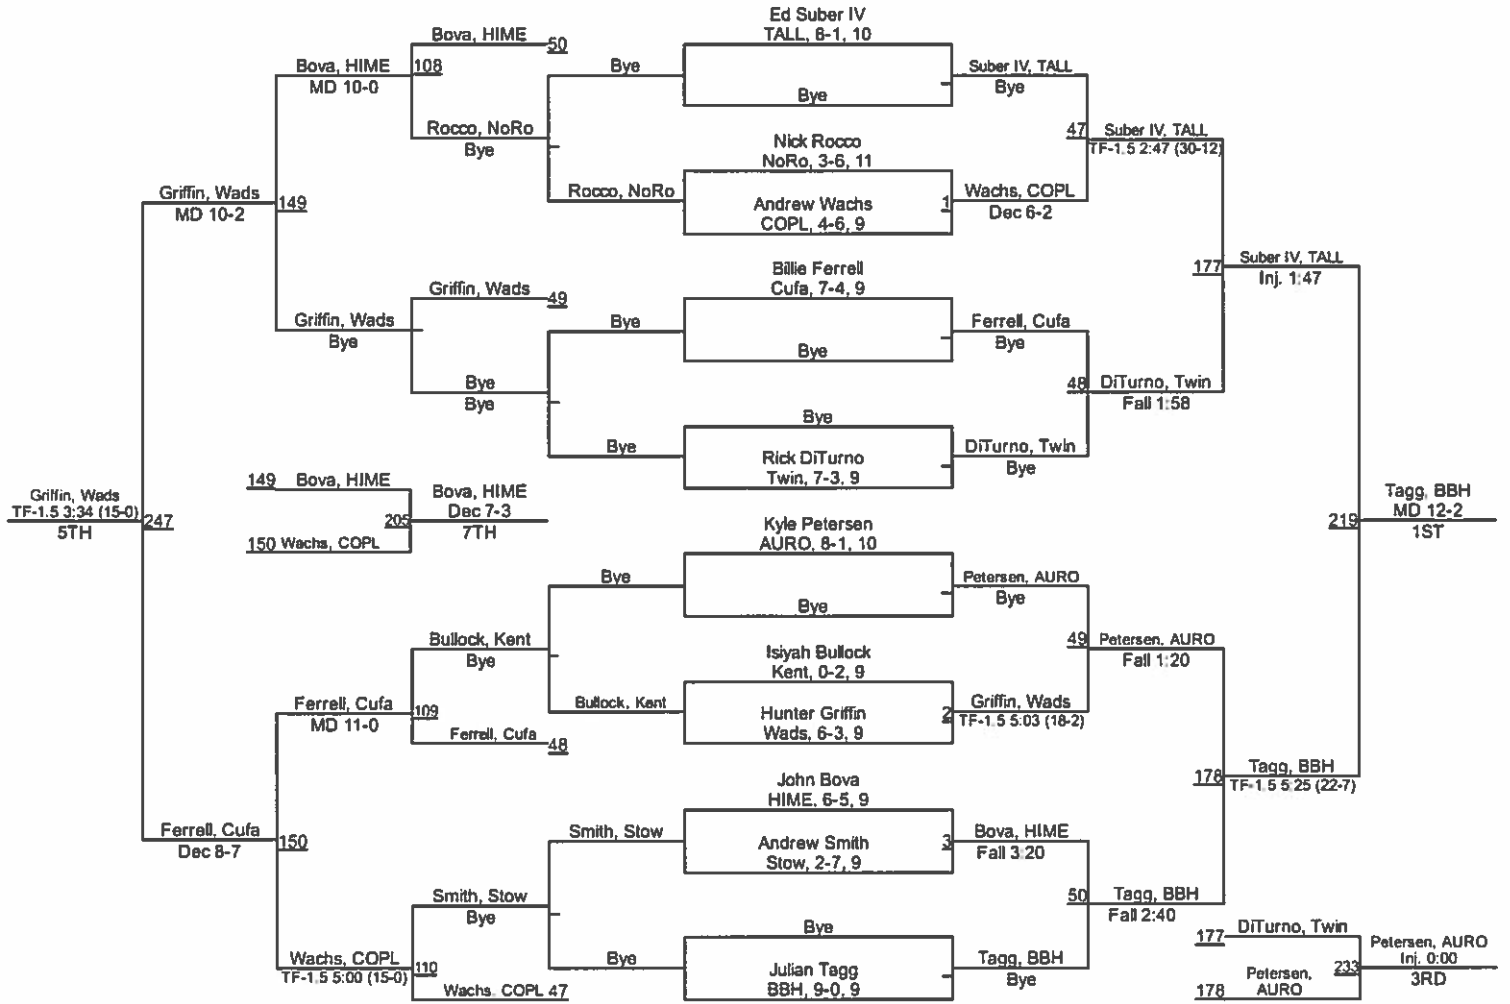 Ed Suber IV
TALL, 8-1, 10
Bye
Nick Rocco
NoRo, 3-6, 11
Andrew Wachs
COPL, 4-6, 9
1
Billie Ferrell
Cufa, 7-4, 9
Bye
Bye
Rick DiTurno
Twin, 7-3, 9
Kyle Petersen
AURO, 8-1, 10
Bye
Isiyah Bullock
Kent, 0-2, 9
Hunter Griffin
Wads, 6-3, 9
2
John Bova
HIME, 6-5, 9
Andrew Smith
Stow, 2-7, 9
3
Bye
Julian Tagg
BBH, 9-0, 9
Suber IV, TALL
Bye
Wachs, COPL
Dec 6-2
Ferrell, Cufa
Bye
DiTurno, Twin
Bye
Petersen, AURO
Bye
Griffin, Wads
TF-1.5 5:03 (18-2)
Bova, HIME
Fall 3:20
Tagg, BBH
Bye
47
Suber IV, TALL
TF-1.5 2:47 (30-12)
48
DiTurno, Twin
Fall 1:58
49
Petersen, AURO
Fall 1:20
50
Tagg, BBH
Fall 2:40
177
Suber IV, TALL
Inj. 1:47
178
Tagg, BBH
TF-1.5 5:25 (22-7)
219
Tagg, BBH
MD 12-2
1ST
177
DiTurno, Twin
178
Petersen,
AURO
233
Petersen, AURO
Inj. 0:00
3RD
Bye
Rocco, NoRo
Bye
Bye
Bye
Bullock, Kent
Smith, Stow
Bye
Bova, HIME
50
Rocco, NoRo
Bye
Griffin, Wads
49
Bye
Bye
Bullock, Kent
Bye
Ferrell, Cufa
48
Smith, Stow
Bye
Wachs, COPL 47
Bova, HIME
MD 10-0
108
Griffin, Wads
Bye
Ferrell, Cufa
MD 11-0
109
Wachs, COPL
TF-1.5 5:00 (15-0)
110
Griffin, Wads
MD 10-2
149
Ferrell, Cufa
Dec 8-7
150
Griffin, Wads
TF-1.5 3:34 (15-0)
5TH
247
149
Bova, HIME
150 Wachs, COPL
205
Bova, HIME
Dec 7-3
7TH